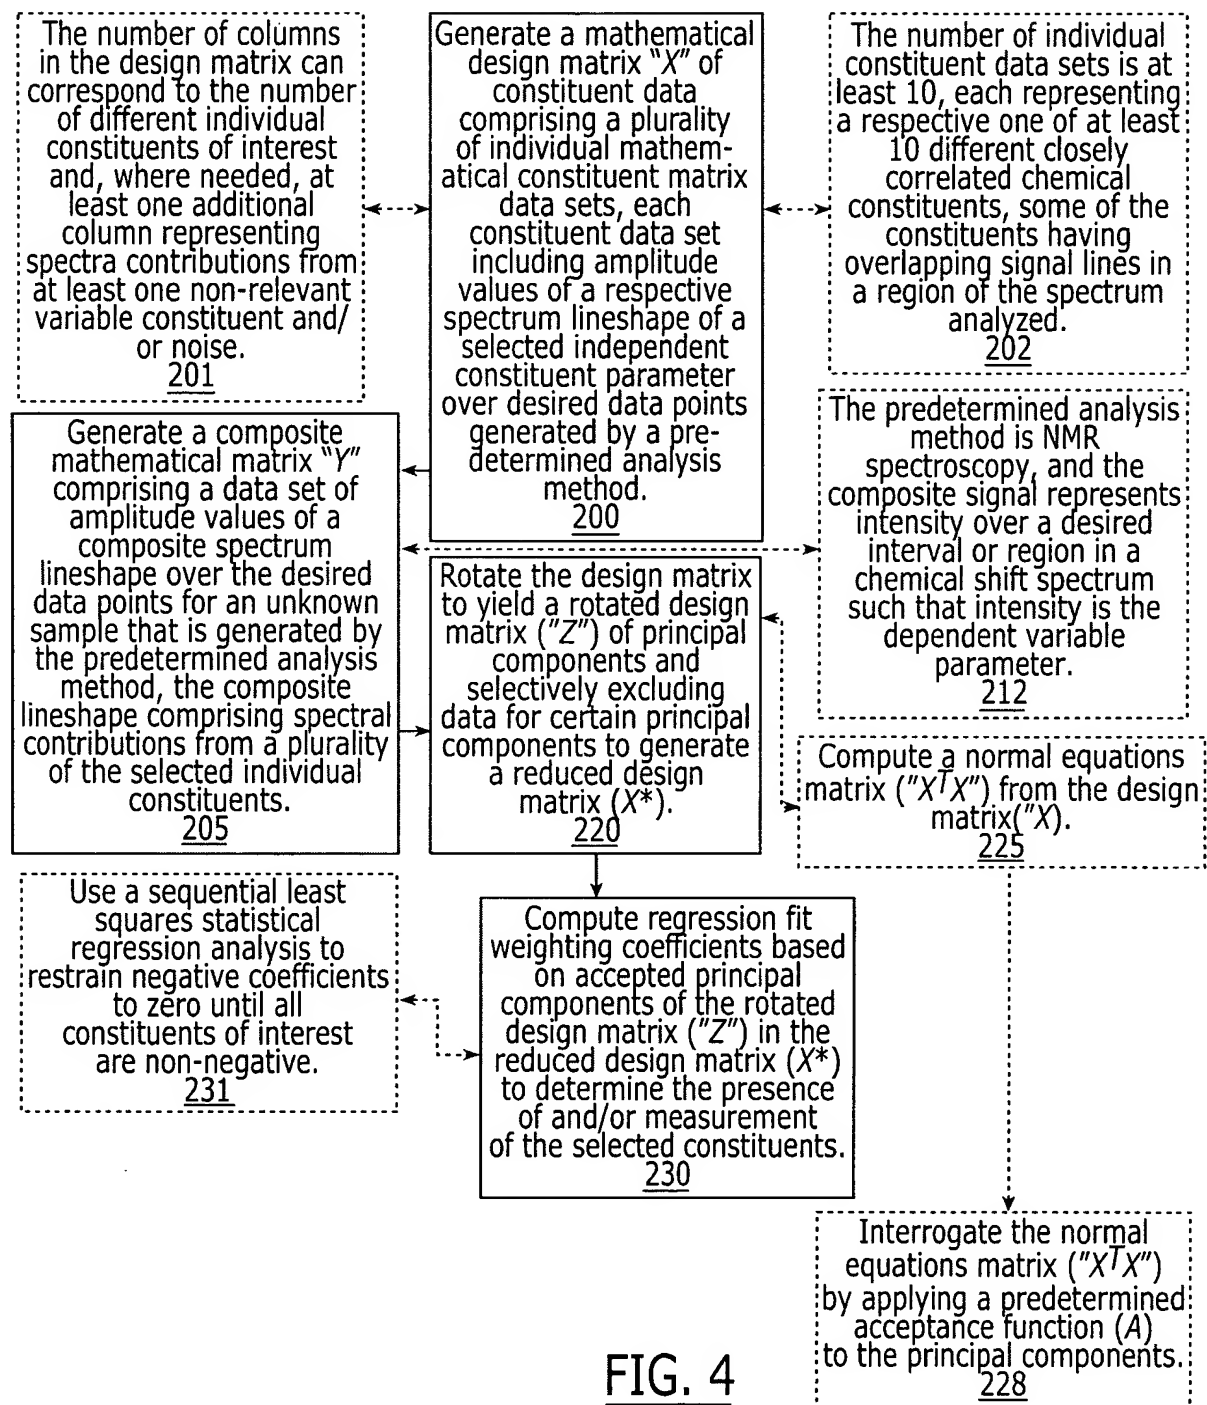 The number of columns
in the design matrix can
correspond to the number
of different individual
constituents of interest
and, where needed, at
least one additional
column representing
spectra contributions from
at least one non-relevant
variable constituent and/
or noise.
201
Generate a mathematical
design matrix “X” of
constituent data
comprising a plurality
of individual mathem-
atical constituent matrix
data sets, each
constituent data set
including amplitude
values of a respective
spectrum lineshape of a
selected independent
constituent parameter
over desired data points
generated by a pre-
determined analysis
method.
200
The number of individual
constituent data sets is at
least 10, each representing
a respective one of at least
10 different closely
correlated chemical
constituents, some of the
constituents having
overlapping signal lines in
a region of the spectrum
analyzed.
202
Generate a composite
mathematical matrix “Y”
comprising a data set of
amplitude values of a
composite spectrum
lineshape over the desired
data points for an unknown
sample that is generated by
the predetermined analysis
method, the composite
lineshape comprising spectral
contributions from a plurality
of the selected individual
constituents.
205
The predetermined analysis
method is NMR
spectroscopy, and the
composite signal represents
intensity over a desired
interval or region in a
chemical shift spectrum
such that intensity is the
dependent variable
parameter.
212
Rotate the design matrix
to yield a rotated design
matrix ("Z") of principal
components and
selectively excluding
data for certain principal
components to generate
a reduced design
matrix (X*).
220
Compute a normal equations
matrix ("XᵀX") from the design
matrix("X).
225
Use a sequential least
squares statistical
regression analysis to
restrain negative coefficients
to zero until all
constituents of interest
are non-negative.
231
Compute regression fit
weighting coefficients based
on accepted principal
components of the rotated
design matrix ("Z") in the
reduced design matrix (X*)
to determine the presence
of and/or measurement
of the selected constituents.
230
Interrogate the normal
equations matrix ("XᵀX")
by applying a predetermined
acceptance function (A)
to the principal components.
228
FIG. 4